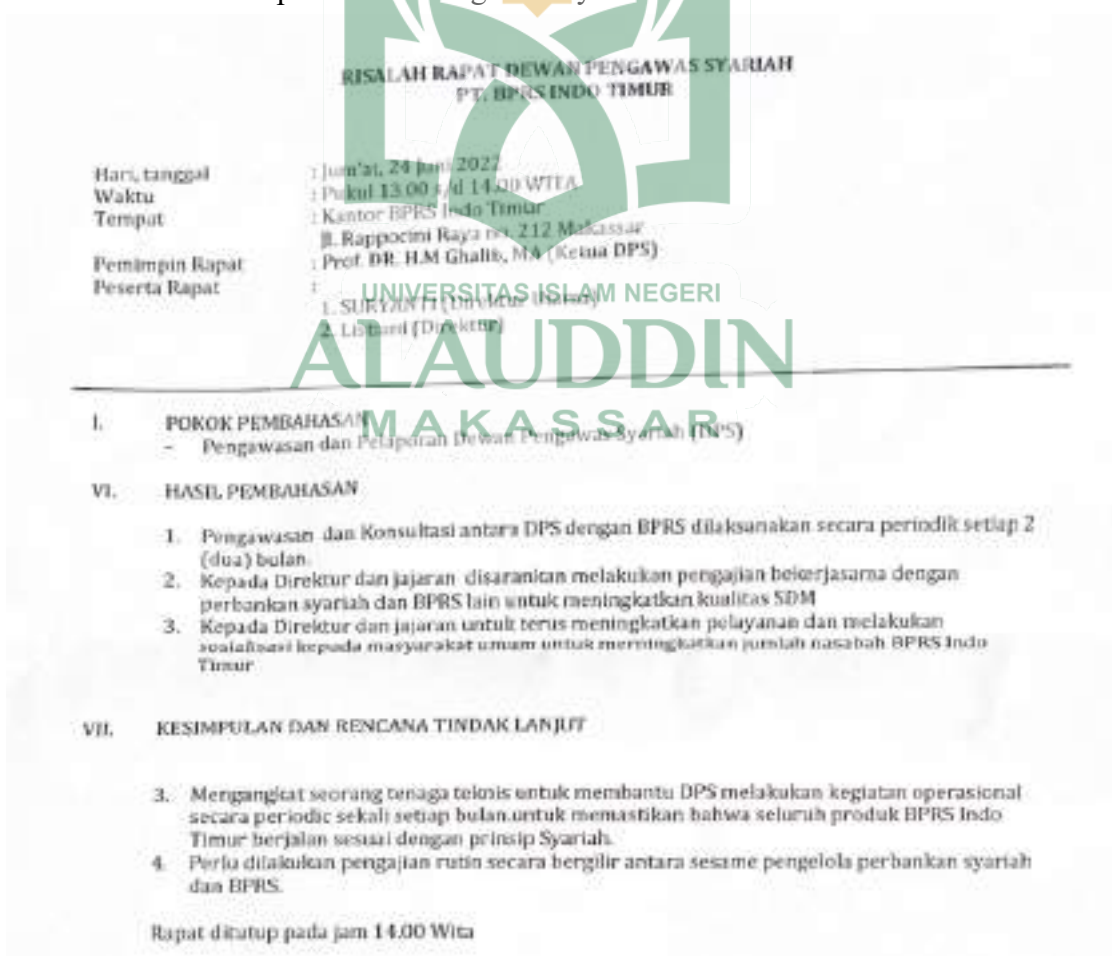 RISALAH RAPAT DEWAN PENGAWAS SYARIAH
PT. BPRS INDO TIMUR
Hari, tanggal : Jum'at, 24 Juni 2022
Waktu : Pukul 13.00 s/d 14.00 WITA
Tempat : Kantor BPRS Indo Timur
Jl. Rappocini Raya no. 212 Makassar
Pemimpin Rapat : Prof. DR. H.M Ghalib, MA (Ketua DPS)
Peserta Rapat :
UNIVERSITAS ISLAM NEGERI
1. SURYANTI (Direktur Utama)
2. (Direktur)
ALAUDDIN
MAKASSAR
I. POKOK PEMBAHASAN
- Pengawasan dan Pelaporan Dewan Pengawas Syariah (DPS)
VI. HASIL PEMBAHASAN
1. Pengawasan dan Konsultasi antara DPS dengan BPRS dilaksanakan secara periodik setiap 2
(dua) bulan.
2. Kepada Direktur dan jajaran disarankan melakukan pengajian bekerjasama dengan
perbankan syariah dan BPRS lain untuk meningkatkan kualitas SDM
3. Kepada Direktur dan jajaran untuk terus meningkatkan pelayanan dan melakukan
sosialisasi kepada masyarakat umum untuk merningkatkan jumlah nasabah BPRS Indo
Timur
VII. KESIMPULAN DAN RENCANA TINDAK LANJUT
3. Mengangkat seorang tenaga teknis untuk membantu DPS melakukan kegiatan operasional
secara periodic sekali setiap bulan untuk memastikan bahwa seluruh produk BPRS Indo
Timur berjalan sesuai dengan prinsip Syariah.
4. Perlu dilakukan pengajian rutin secara bergilir antara sesame pengelola perbankan syariah
dan BPRS.
Rapat ditutup pada jam 14.00 Wita